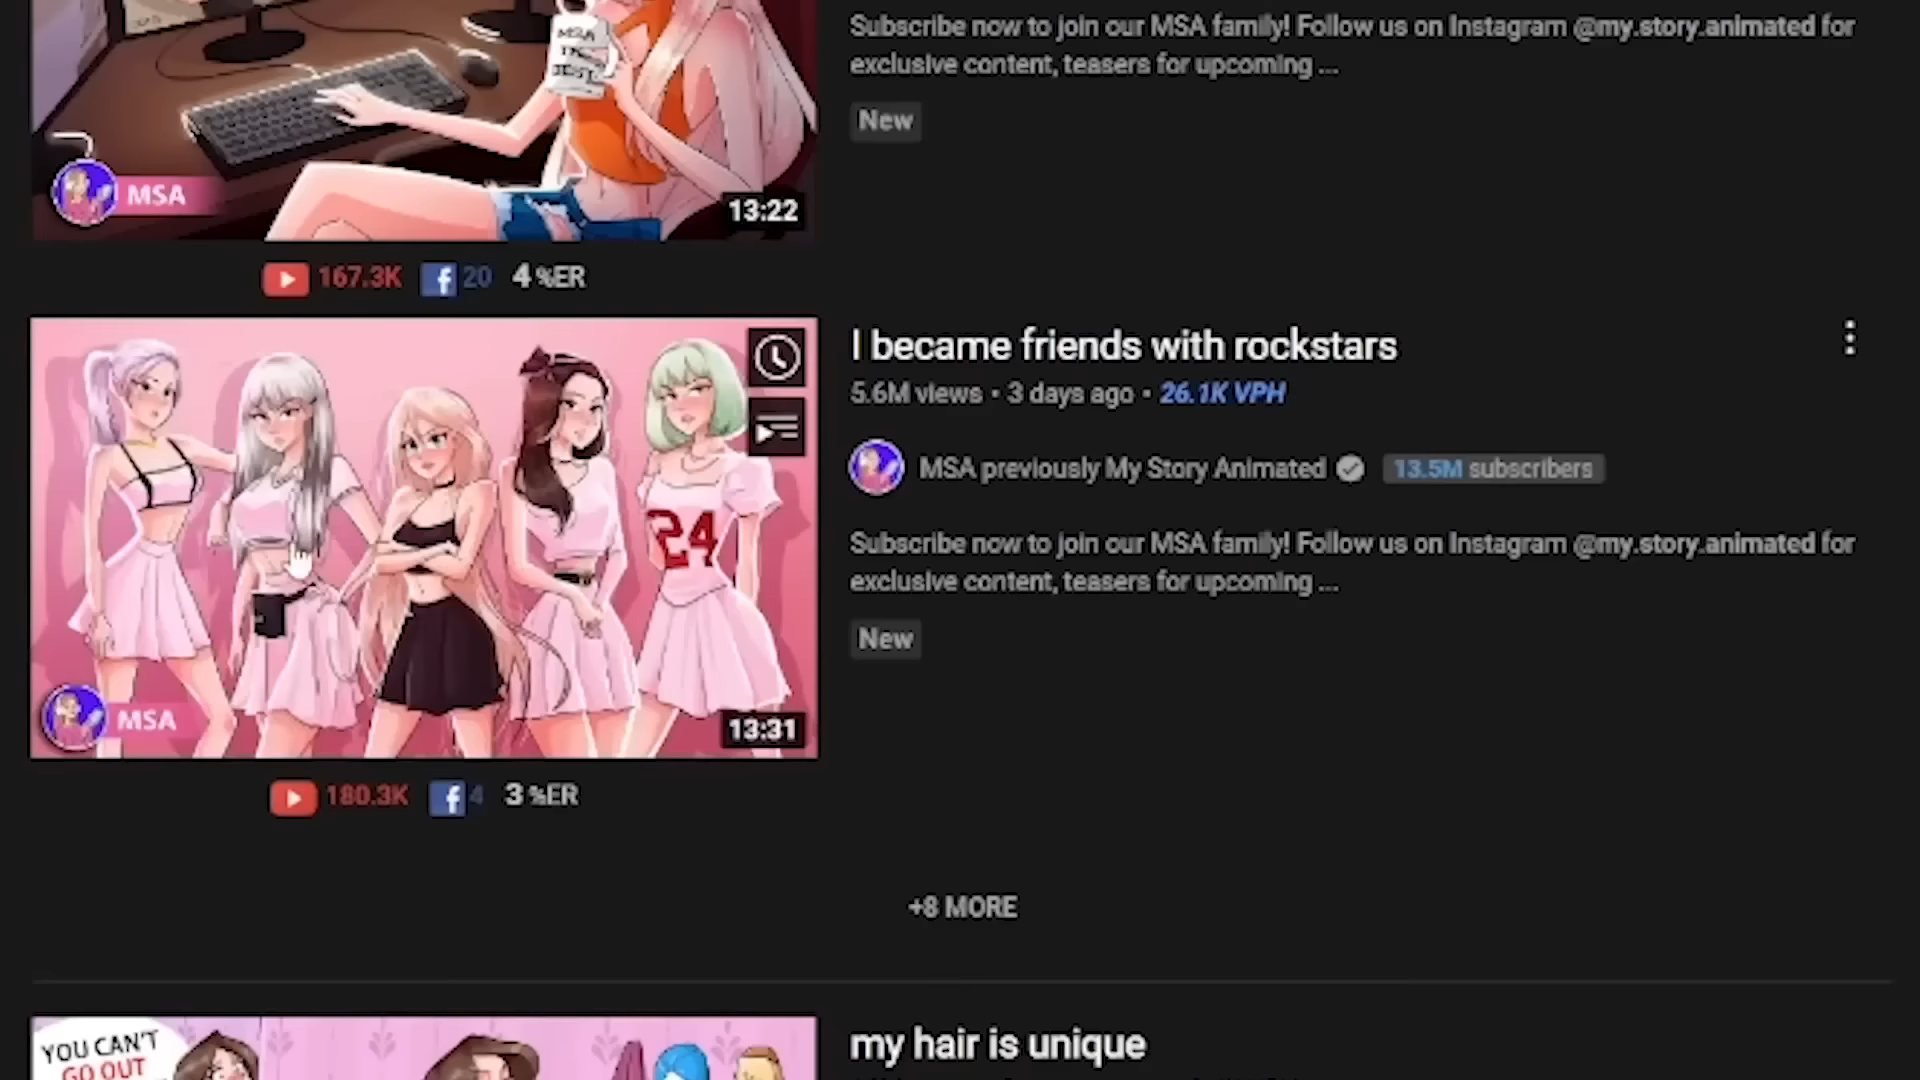 Subscribe now to join our MSA family! Follow us on Instagram @my.story.animated for
exclusive content, teasers for upcoming ...
New
MSA
MSA
13:22
167.3K 20 4 %ER
I became friends with rockstars
5.6M views • 3 days ago • 26.1K VPH
MSA previously My Story Animated 13.5M subscribers
Subscribe now to join our MSA family! Follow us on Instagram @my.story.animated for
exclusive content, teasers for upcoming ...
New
24
MSA
13:31
180.3K 4 3 %ER
+8 MORE
YOU CAN'T
GO OUT
my hair is unique